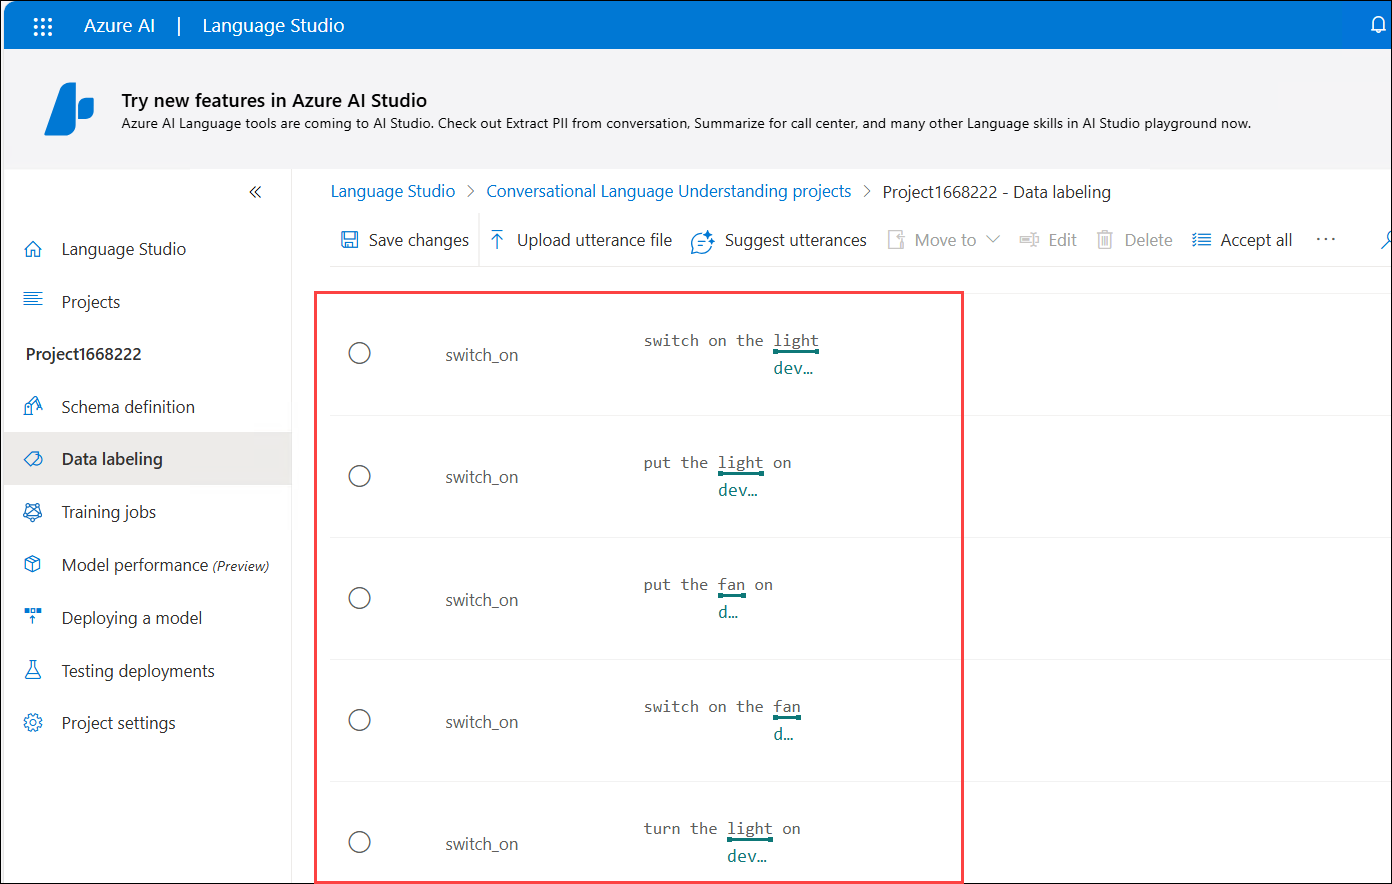 Azure AI | Language Studio
Try new features in Azure AI Studio
Azure AI Language tools are coming to AI Studio. Check out Extract PII from conversation, Summarize for call center, and many other Language skills in AI Studio playground now.
Language Studio > Conversational Language Understanding projects > Project1668222 - Data labeling
Save changes Upload utterance file Suggest utterances Move to Edit Delete Accept all ...
Language Studio
Projects
Project1668222
Schema definition
Data labeling
Training jobs
Model performance (Preview)
Deploying a model
Testing deployments
Project settings
switch_on switch on the light
dev...
switch_on put the light on
dev...
switch_on put the fan on
d...
switch_on switch on the fan
d...
switch_on turn the light on
dev...